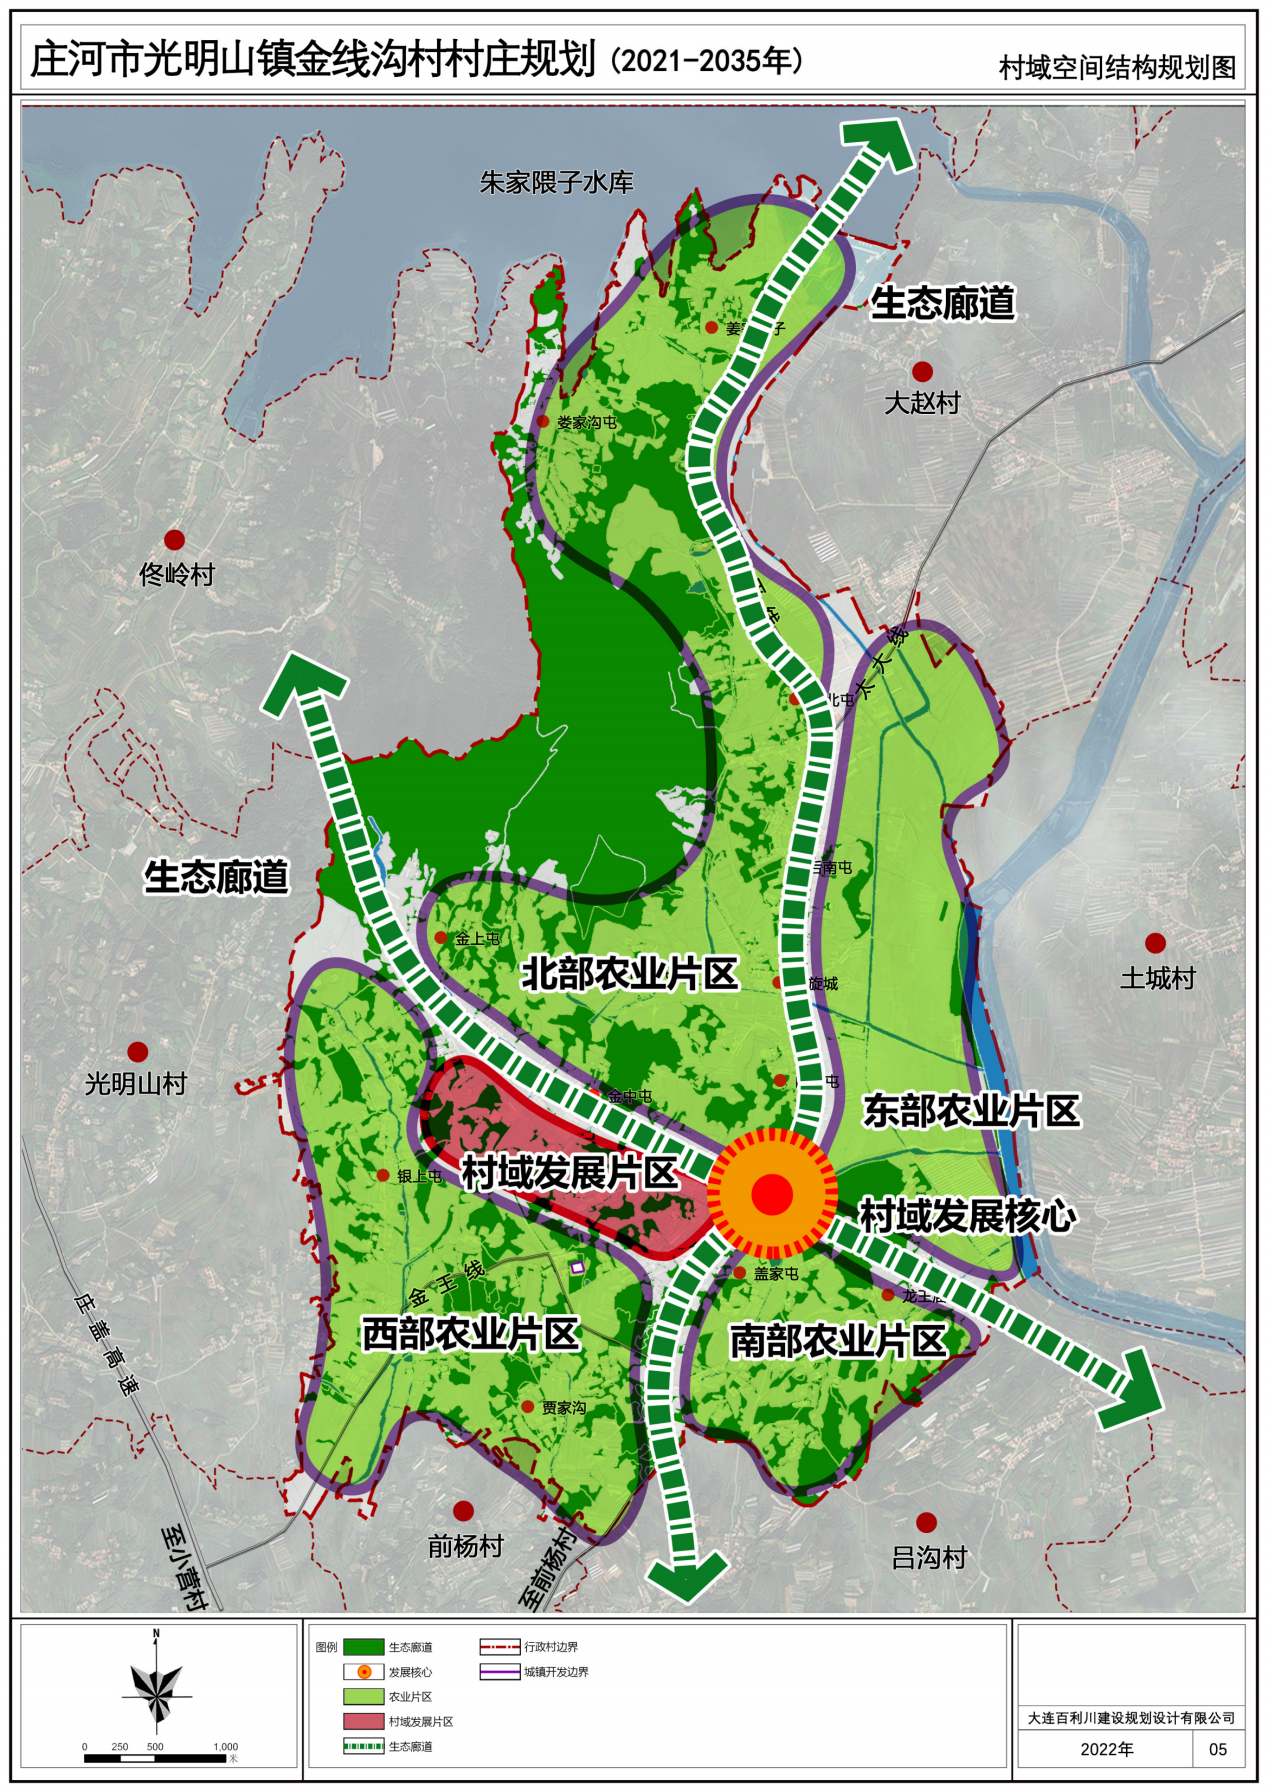 庄河市光明山镇金线沟村村庄规划（2021-2035年）
村域空间结构规划图
朱家隈子水库
生态廊道
大赵村
娄家沟屯
佟岭村
太大线
北屯
南屯
生态廊道
金上屯
北部农业片区
旋城
土城村
光明山村
金中屯
屯
东部农业片区
银上屯
村域发展片区
村域发展核心
盖家屯
金王线
西部农业片区
南部农业片区
庄盖高速
贾家沟
前杨村
吕沟村
至小营村
至前杨村
N
0 250 500 1,000
米
图例
生态廊道
发展核心
农业片区
村域发展片区
生态廊道
行政村边界
城镇开发边界
大连百利川建设规划设计有限公司
2022年
05